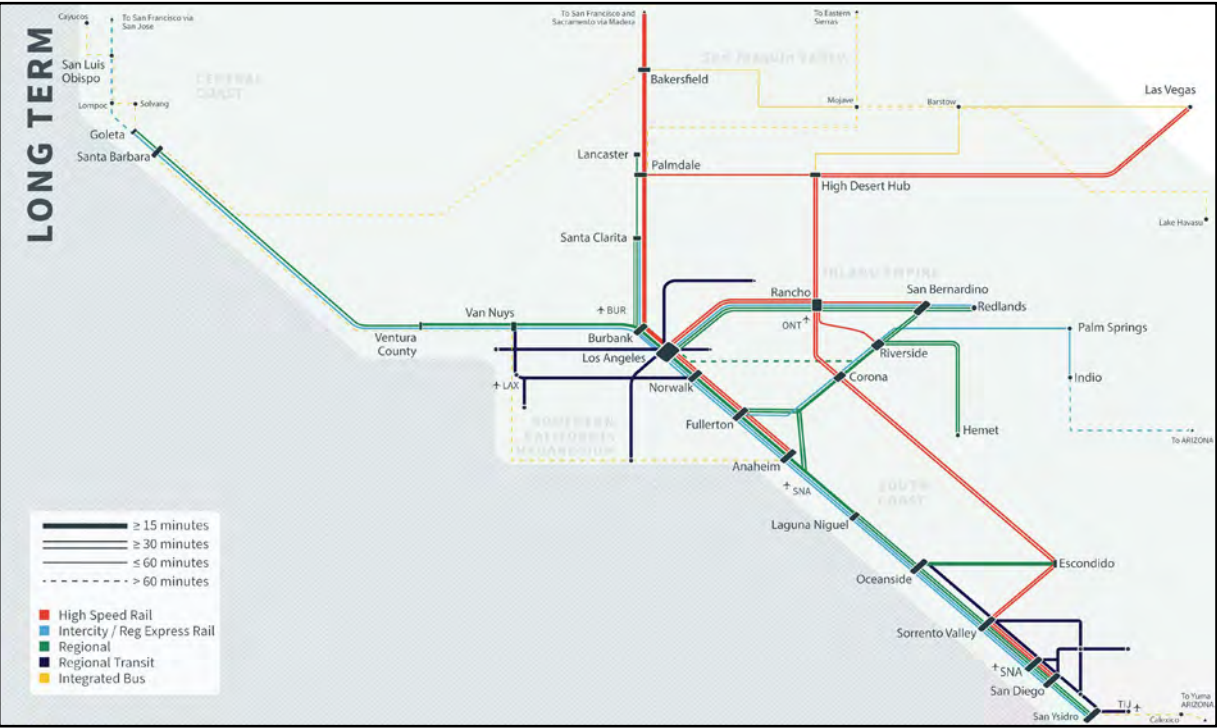 LONG TERM
Cayucos
To San Francisco via
San Jose
San Luis
Obispo
CENTRAL
COAST
Lompoc
Solvang
Goleta
Santa Barbara
To San Francisco and
Sacramento via Madera
SAN JOAQUIN VALLEY
To Eastern
Sierras
Bakersfield
Mojave
Barstow
Las Vegas
Lancaster
Palmdale
High Desert Hub
Lake Havasu
Santa Clarita
INLAND EMPIRE
Rancho
San Bernardino
Redlands
BUR
ONT
Van Nuys
Ventura
County
Burbank
Los Angeles
Palm Springs
Riverside
LAX
Norwalk
Corona
Indio
Fullerton
SOUTHERN
CALIFORNIA
Hemet
To ARIZONA
Anaheim
SNA
SOUTH
COAST
Laguna Niguel
Oceanside
Escondido
Sorrento Valley
SNA
San Diego
San Ysidro
TIJ
To Yuma
ARIZONA
Calexico
≥ 15 minutes
≥ 30 minutes
≤ 60 minutes
> 60 minutes
High Speed Rail
Intercity / Reg Express Rail
Regional
Regional Transit
Integrated Bus